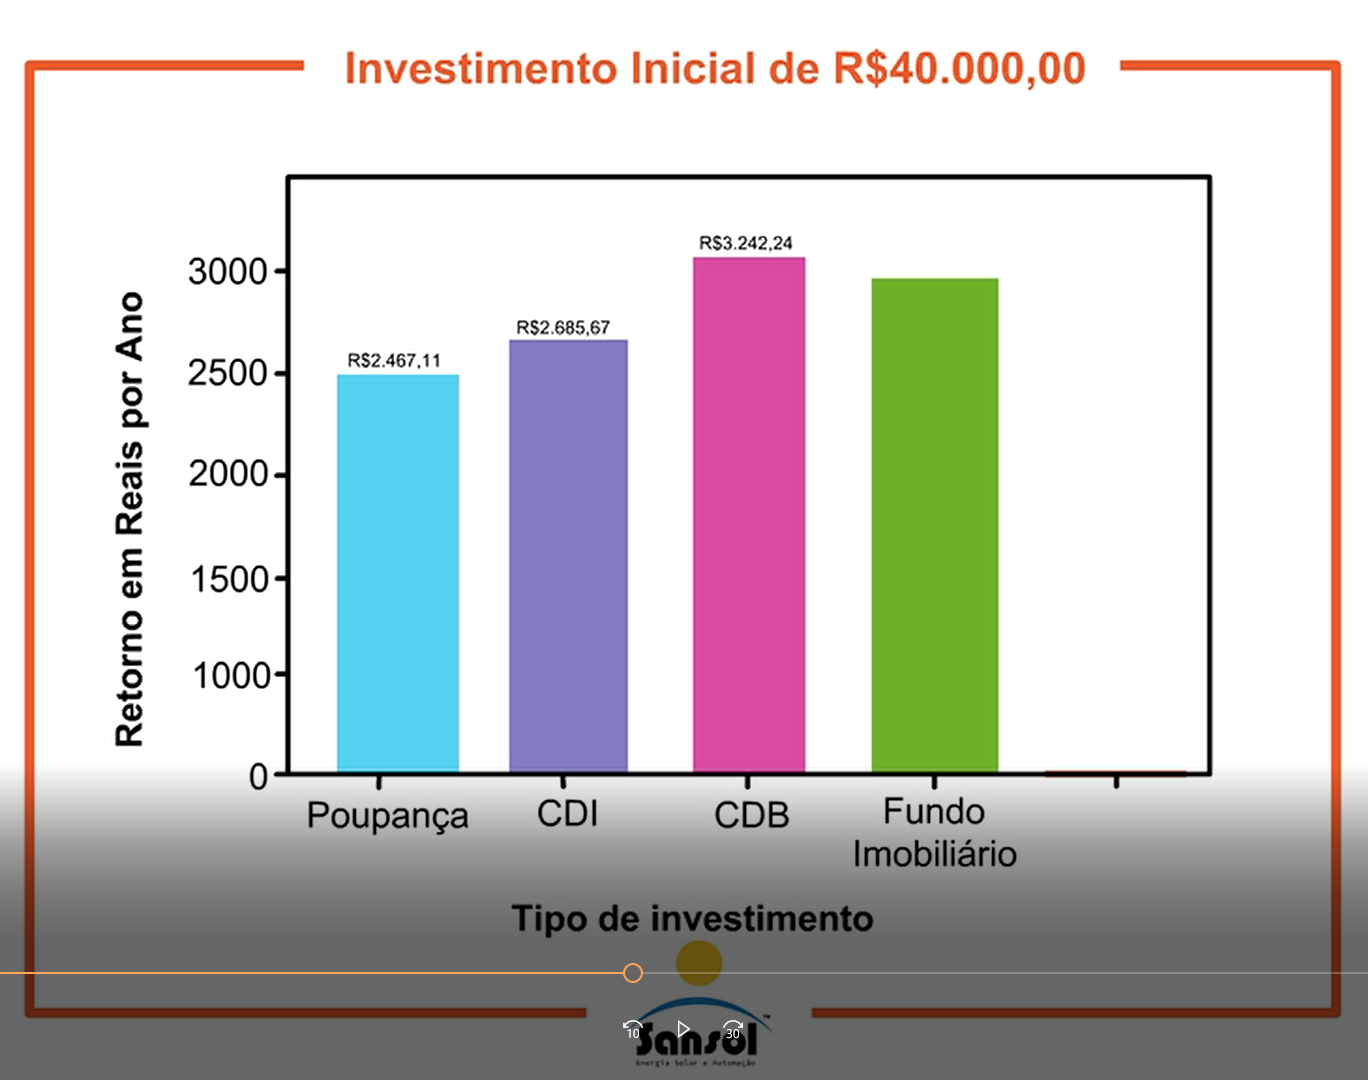 Investimento Inicial de R$40.000,00
Retorno em Reais por Ano
3000
2500
2000
1500
1000
0
R$2.467,11
R$2.685,67
R$3.242,24
Poupança
CDI
CDB
Fundo
Imobiliário
Tipo de investimento
10
30
Sansol
™
Energia Solar e Automação